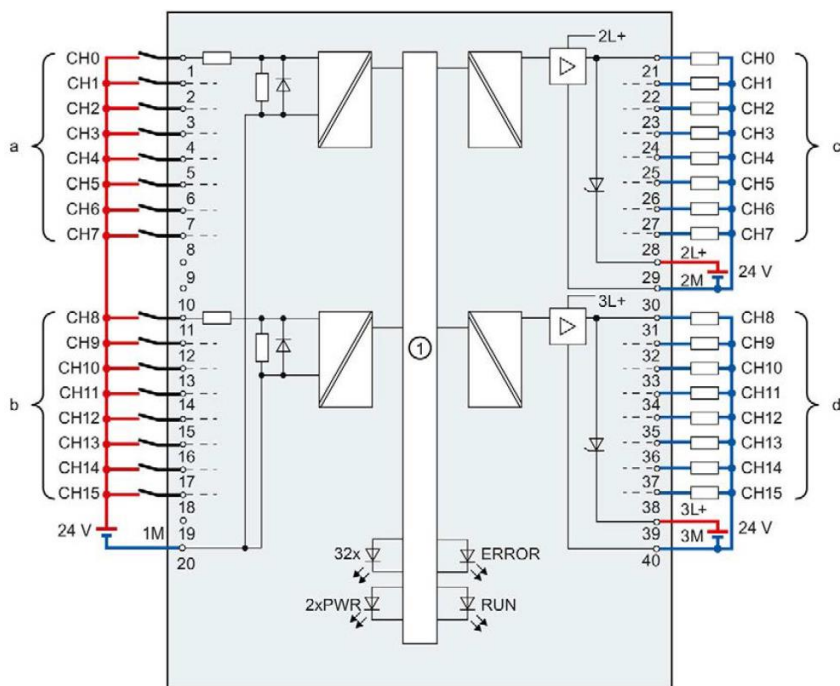 2L+
CH0
CH0
1
21
CH1
CH1
2
22
CH2
CH2
3
23
CH3
CH3
a
c
4
24
CH4
CH4
5
25
CH5
CH5
6
26
CH6
CH6
7
27
CH7
CH7
8
28
2L+
24 V
9
29
2M
3L+
CH8
10
30
CH8
11
31
CH9
CH9
1
12
32
CH10
CH10
13
33
CH11
CH11
b
d
14
34
CH12
CH12
15
35
CH13
CH13
16
36
CH14
CH14
17
37
CH15
CH15
18
38
3L+
24 V
1M
19
39
3M
24 V
20
40
32x
ERROR
2xPWR
RUN